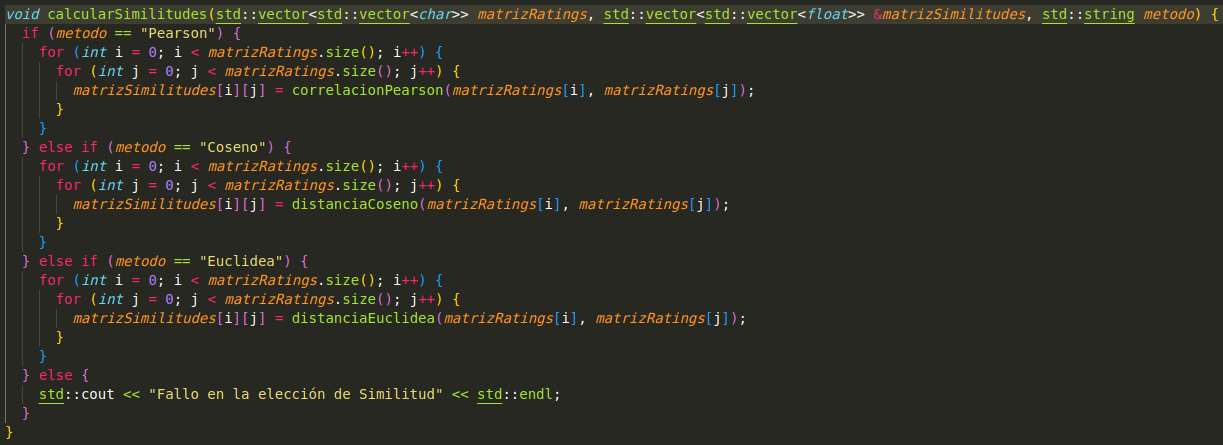 void calcularSimilitudes(std::vector<std::vector<char>> matrizRatings, std::vector<std::vector<float>> &matrizSimilitudes, std::string metodo) {
  if (metodo == "Pearson") {
    for (int i = 0; i < matrizRatings.size(); i++) {
      for (int j = 0; j < matrizRatings.size(); j++) {
        matrizSimilitudes[i][j] = correlacionPearson(matrizRatings[i], matrizRatings[j]);
      }
    }
  } else if (metodo == "Coseno") {
    for (int i = 0; i < matrizRatings.size(); i++) {
      for (int j = 0; j < matrizRatings.size(); j++) {
        matrizSimilitudes[i][j] = distanciaCoseno(matrizRatings[i], matrizRatings[j]);
      }
    }
  } else if (metodo == "Euclidea") {
    for (int i = 0; i < matrizRatings.size(); i++) {
      for (int j = 0; j < matrizRatings.size(); j++) {
        matrizSimilitudes[i][j] = distanciaEuclidea(matrizRatings[i], matrizRatings[j]);
      }
    }
  } else {
    std::cout << "Fallo en la elección de Similitud" << std::endl;
  }
}